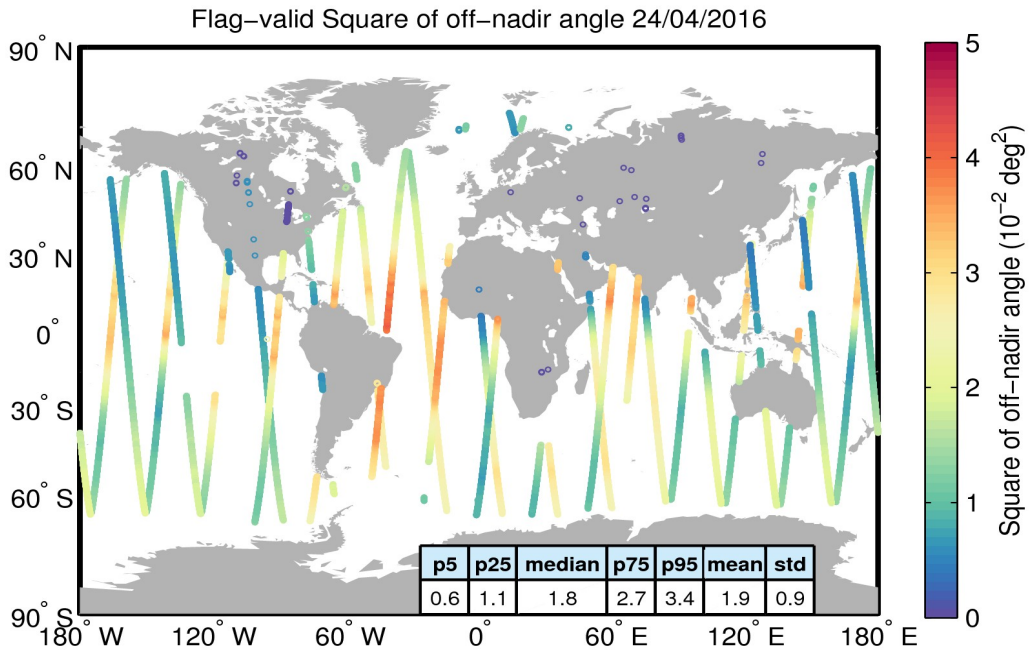 Flag−valid Square of off−nadir angle 24/04/2016
90° N
60° N
30° N
0°
30° S
60° S
90° S
180° W
120° W
60° W
0°
60° E
120° E
180° E
p5 p25 median p75 p95 mean std
0.6 1.1 1.8 2.7 3.4 1.9 0.9
5
4
3
2
1
0
Square of off−nadir angle (10⁻² deg²)